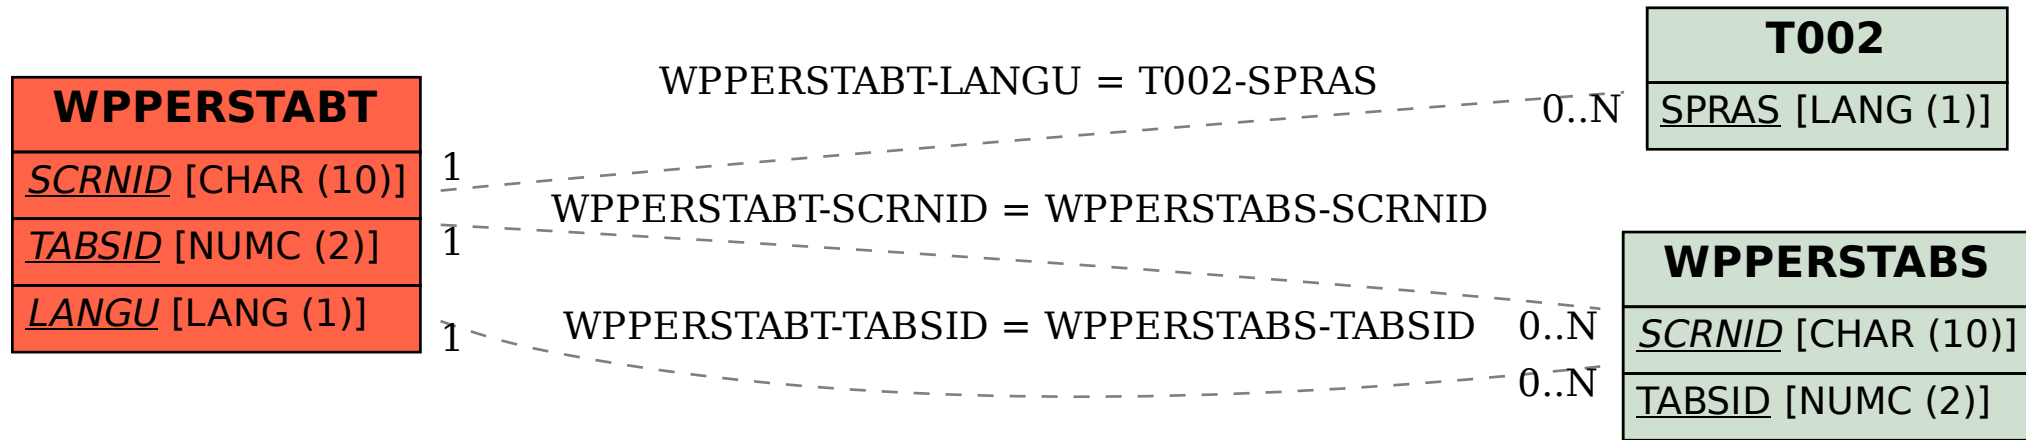 WPPERSTABT
SCRNID [CHAR (10)]
TABSID [NUMC (2)]
LANGU [LANG (1)]
WPPERSTABT-LANGU = T002-SPRAS
1
0..N
WPPERSTABT-SCRNID = WPPERSTABS-SCRNID
1
0..N
WPPERSTABT-TABSID = WPPERSTABS-TABSID
1
0..N
T002
SPRAS [LANG (1)]
WPPERSTABS
SCRNID [CHAR (10)]
TABSID [NUMC (2)]